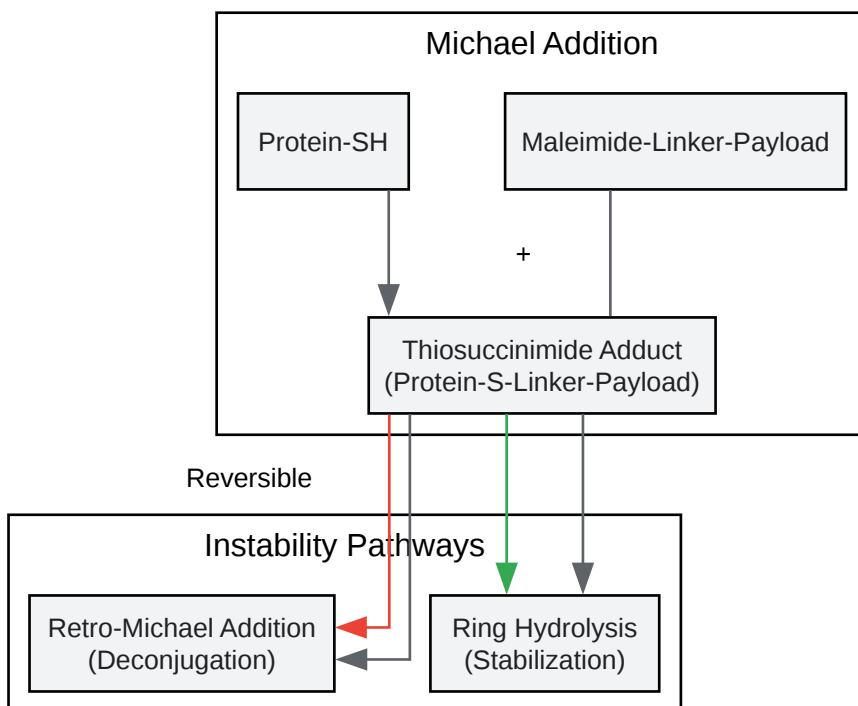 Michael Addition
Protein-SH
Maleimide-Linker-Payload
+
Thiosuccinimide Adduct
(Protein-S-Linker-Payload)
Reversible
Instability Pathways
Retro-Michael Addition
(Deconjugation)
Ring Hydrolysis
(Stabilization)